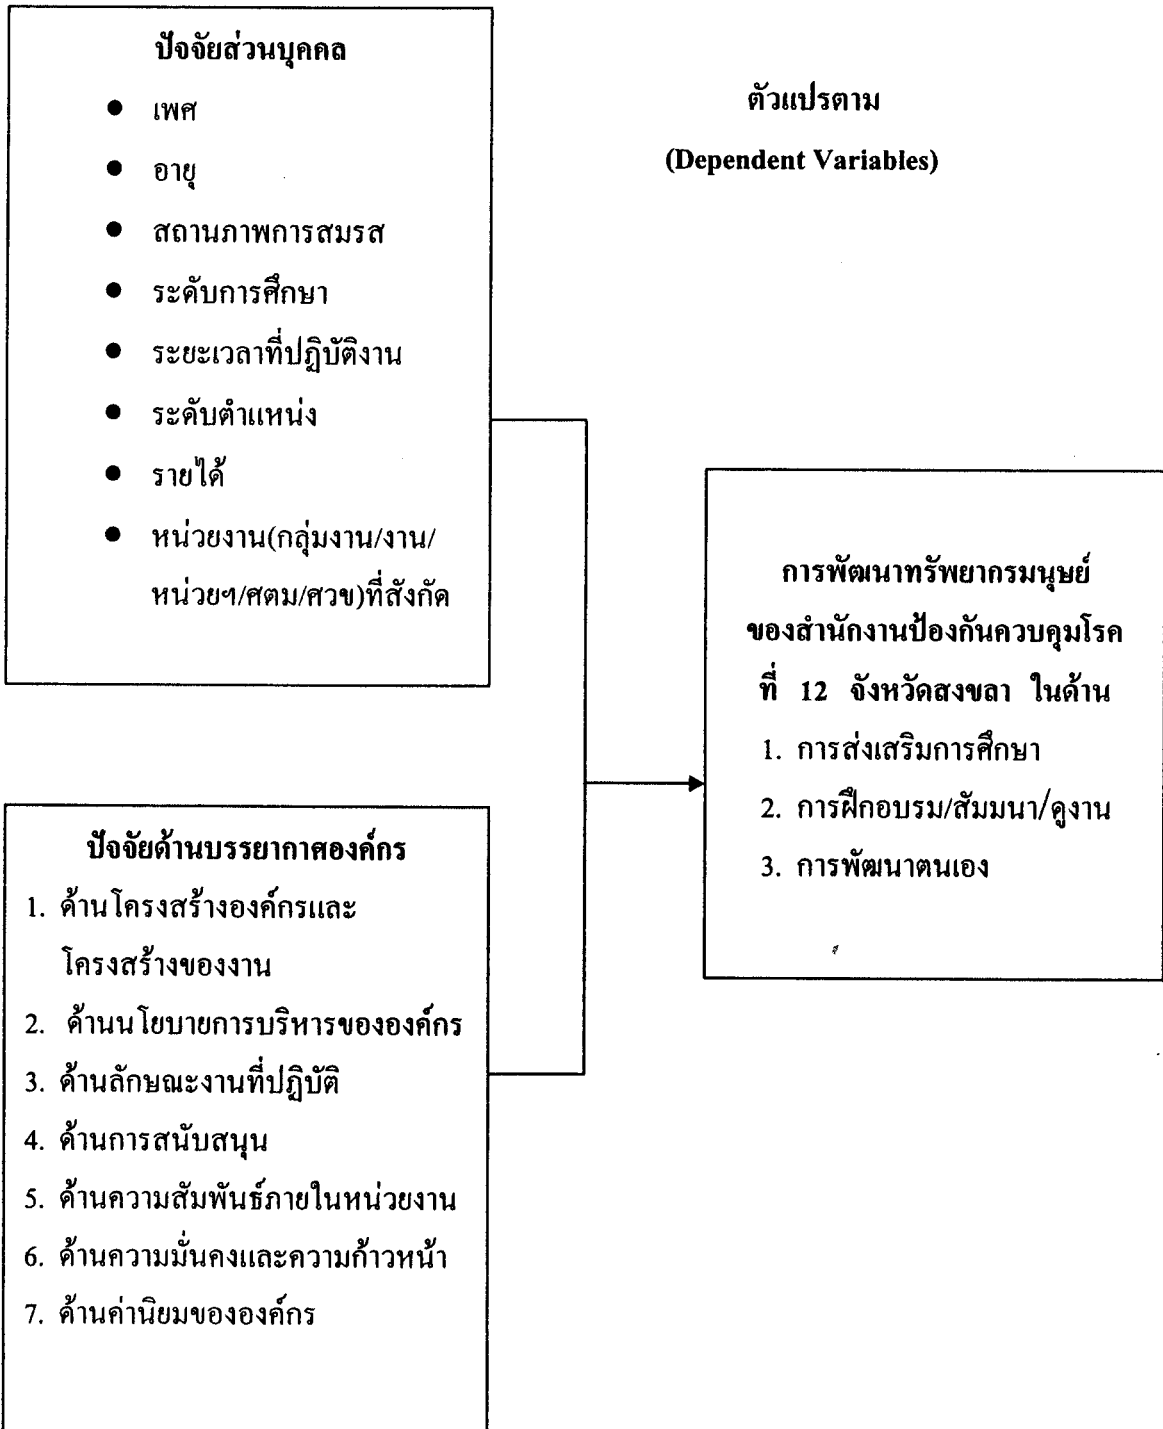 ปัจจัยส่วนบุคคล
● เพศ
● อายุ
● สถานภาพการสมรส
● ระดับการศึกษา
● ระยะเวลาที่ปฏิบัติงาน
● ระดับตำแหน่ง
● รายได้
● หน่วยงาน(กลุ่มงาน/งาน/
หน่วยฯ/ศตม/ศวข)ที่สังกัด
ตัวแปรตาม
(Dependent Variables)
ปัจจัยด้านบรรยากาศองค์กร
1. ด้านโครงสร้างองค์กรและ
โครงสร้างของงาน
2. ด้านนโยบายการบริหารขององค์กร
3. ด้านลักษณะงานที่ปฏิบัติ
4. ด้านการสนับสนุน
5. ด้านความสัมพันธ์ภายในหน่วยงาน
6. ด้านความมั่นคงและความก้าวหน้า
7. ด้านค่านิยมขององค์กร
การพัฒนาทรัพยากรมนุษย์
ของสำนักงานป้องกันควบคุมโรค
ที่ 12 จังหวัดสงขลา ในด้าน
1. การส่งเสริมการศึกษา
2. การฝึกอบรม/สัมมนา/ดูงาน
3. การพัฒนาตนเอง